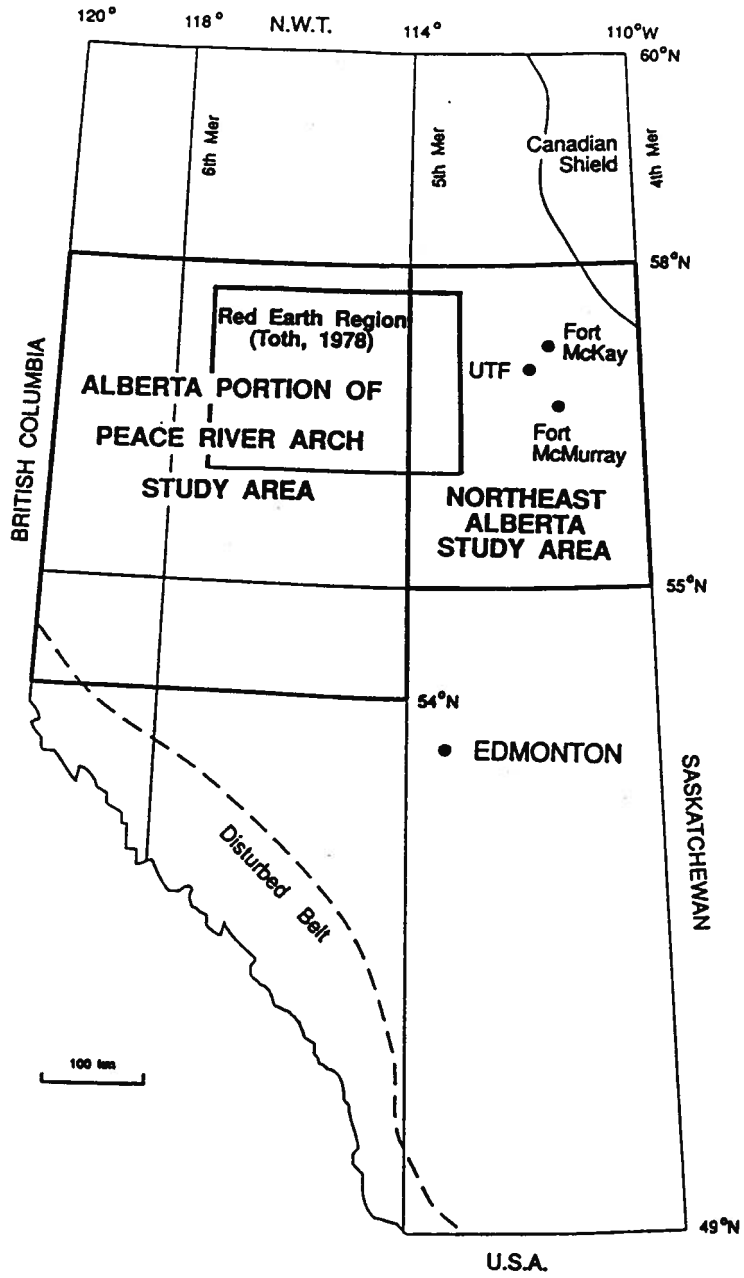 120°
118°
N.W.T.
114°
110°W
60°N
6th Mer
5th Mer
Canadian
Shield
4th Mer
58°N
Red Earth Region
(Toth, 1978)
Fort
McKay
UTF
Fort
McMurray
BRITISH COLUMBIA
ALBERTA PORTION OF
PEACE RIVER ARCH
STUDY AREA
NORTHEAST
ALBERTA
STUDY AREA
55°N
54°N
EDMONTON
SASKATCHEWAN
Disturbed Belt
100 km
49°N
U.S.A.